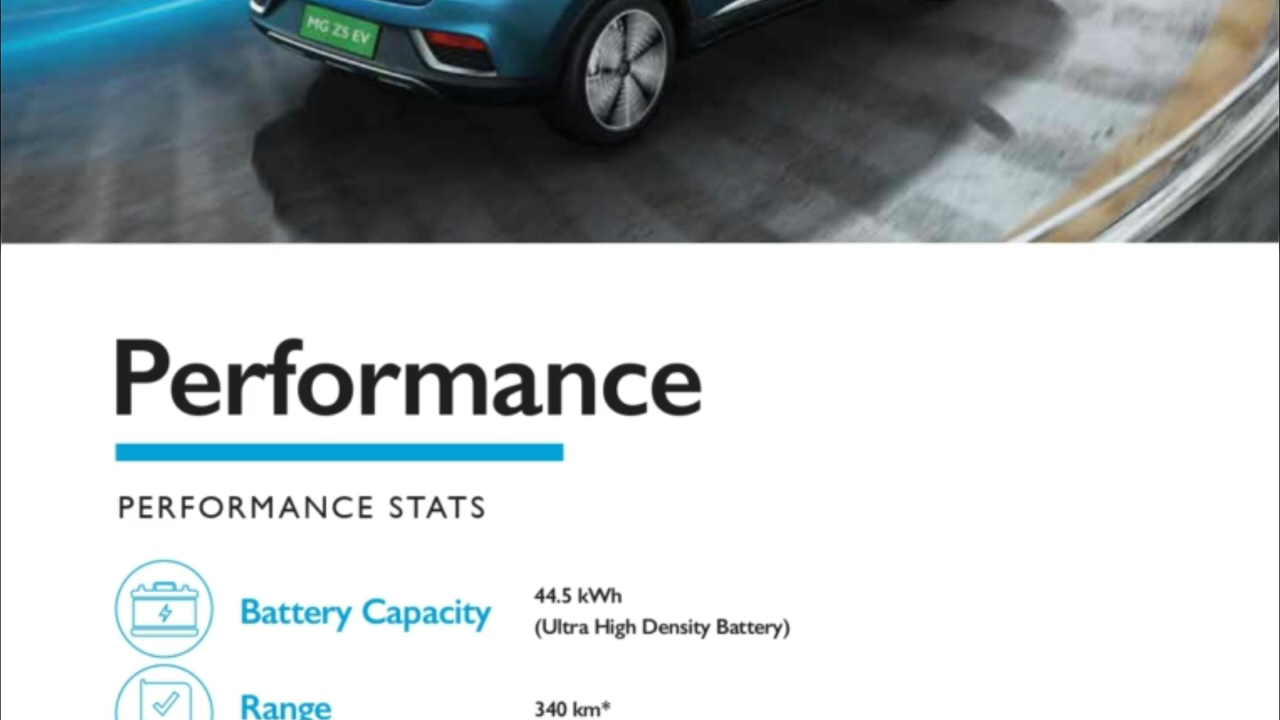 MG ZS EV
Performance
PERFORMANCE STATS
Battery Capacity
44.5 kWh
(Ultra High Density Battery)
Range
340 km*